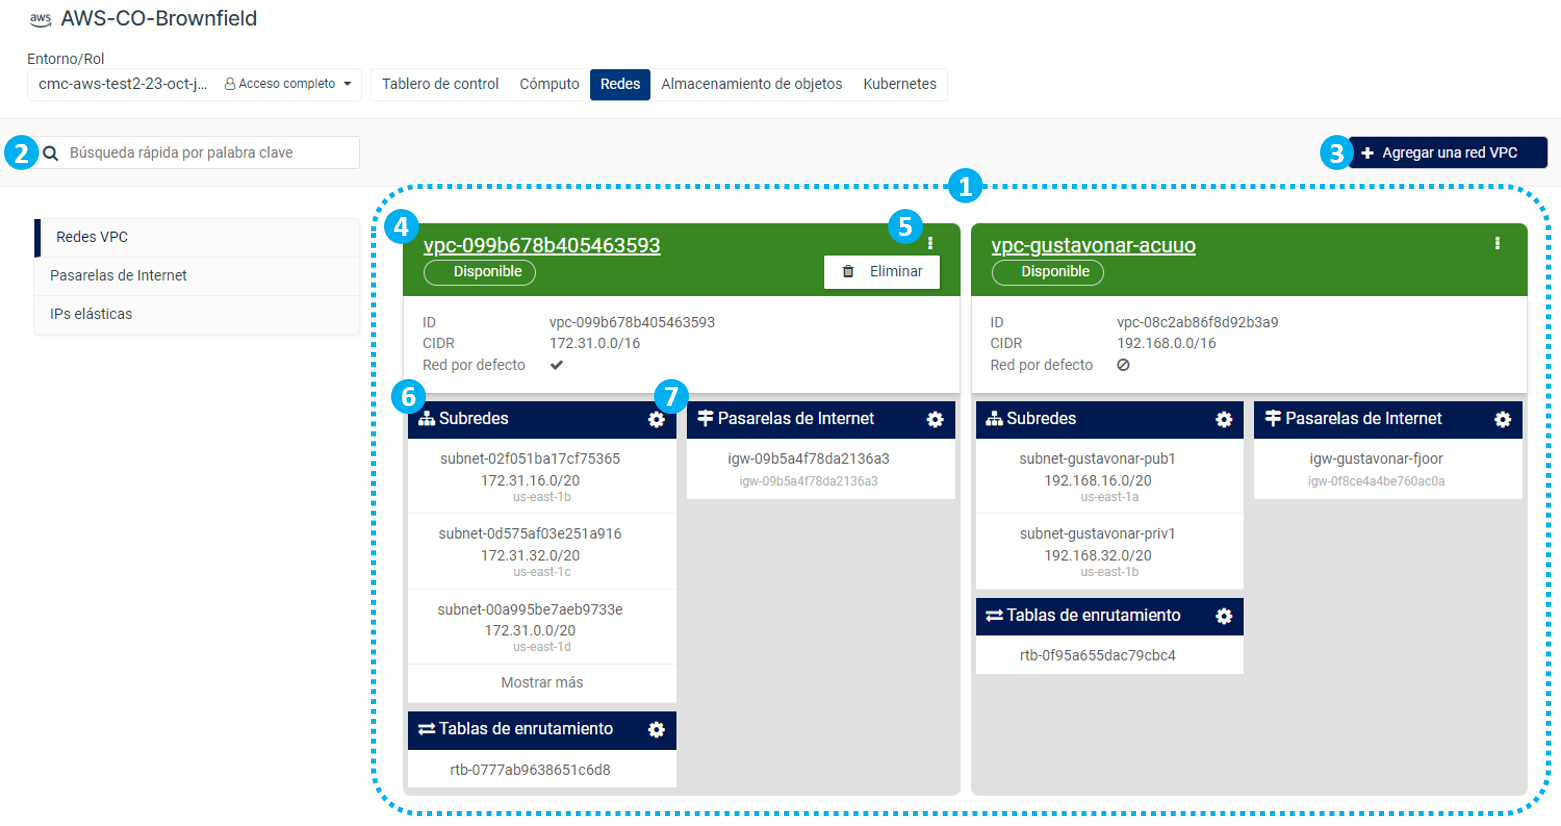 aws AWS-CO-Brownfield
Entorno/Rol
cmc-aws-test2-23-oct-j... Acceso completo
Tablero de control Cómputo Redes Almacenamiento de objetos Kubernetes
2 Búsqueda rápida por palabra clave
3 + Agregar una red VPC
1
Redes VPC
Pasarelas de Internet
IPs elásticas
4 5
vpc-099b678b405463593
Disponible
Eliminar
ID vpc-099b678b405463593
CIDR 172.31.0.0/16
Red por defecto
6 7
Subredes
subnet-02f051ba17cf75365
172.31.16.0/20
us-east-1b
subnet-0d575af03e251a916
172.31.32.0/20
us-east-1c
subnet-00a995be7aeb9733e
172.31.0.0/20
us-east-1d
Mostrar más
Tablas de enrutamiento
rtb-0777ab9638651c6d8
Pasarelas de Internet
igw-09b5a4f78da2136a3
igw-09b5a4f78da2136a3
vpc-gustavonar-acuuo
Disponible
ID vpc-08c2ab86f8d92b3a9
CIDR 192.168.0.0/16
Red por defecto
Subredes
subnet-gustavonar-pub1
192.168.16.0/20
us-east-1a
subnet-gustavonar-priv1
192.168.32.0/20
us-east-1b
Tablas de enrutamiento
rtb-0f95a655dac79cbc4
Pasarelas de Internet
igw-gustavonar-fjoor
igw-0f8ce4a4be760ac0a